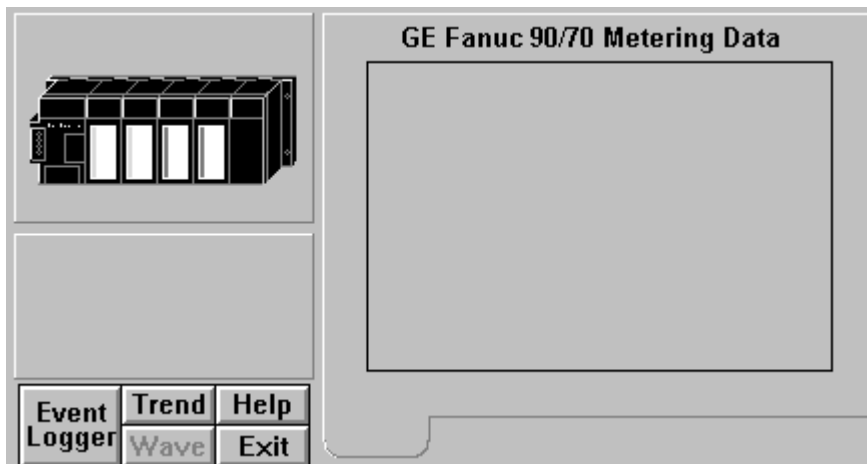 GE Fanuc 90/70 Metering Data
Event
Logger
Trend
Help
Wave
Exit